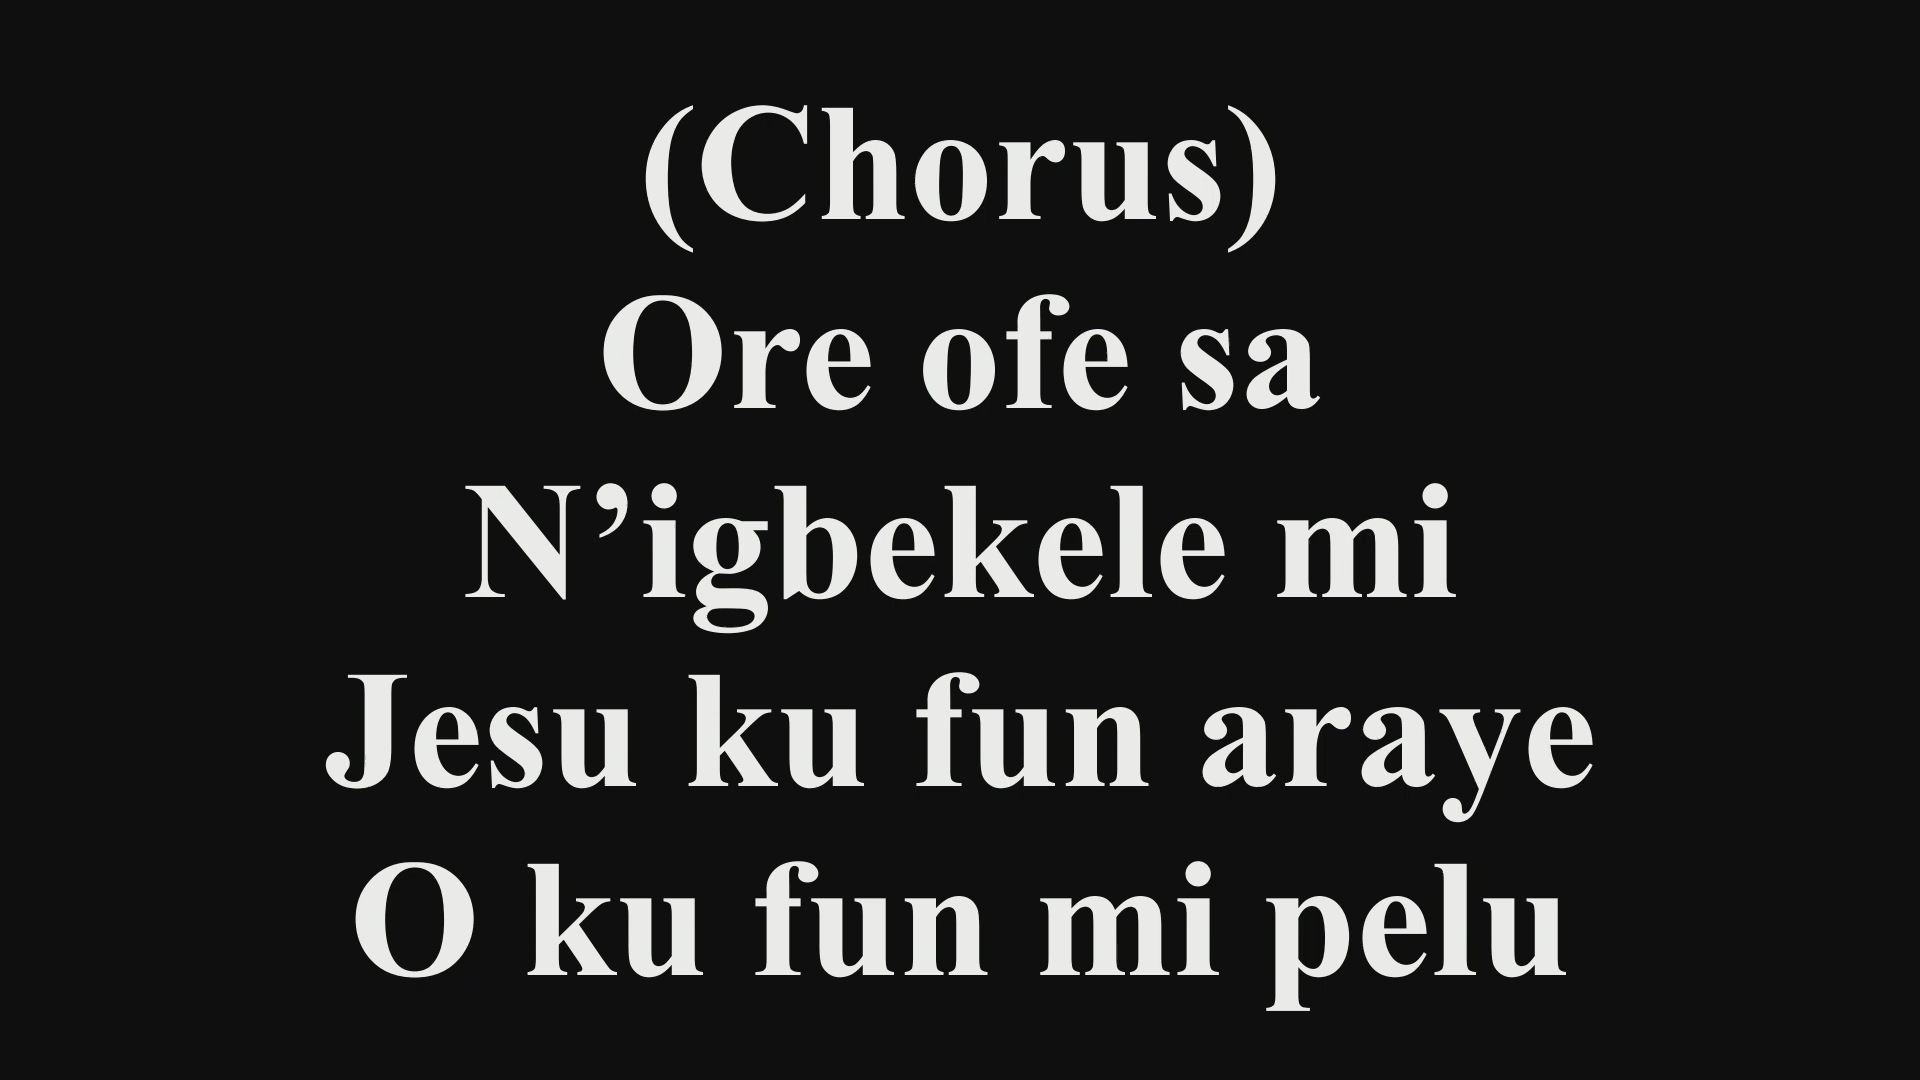 (Chorus)
Ore ofe sa
N’igbekele mi
Jesu ku fun araye
O ku fun mi pelu